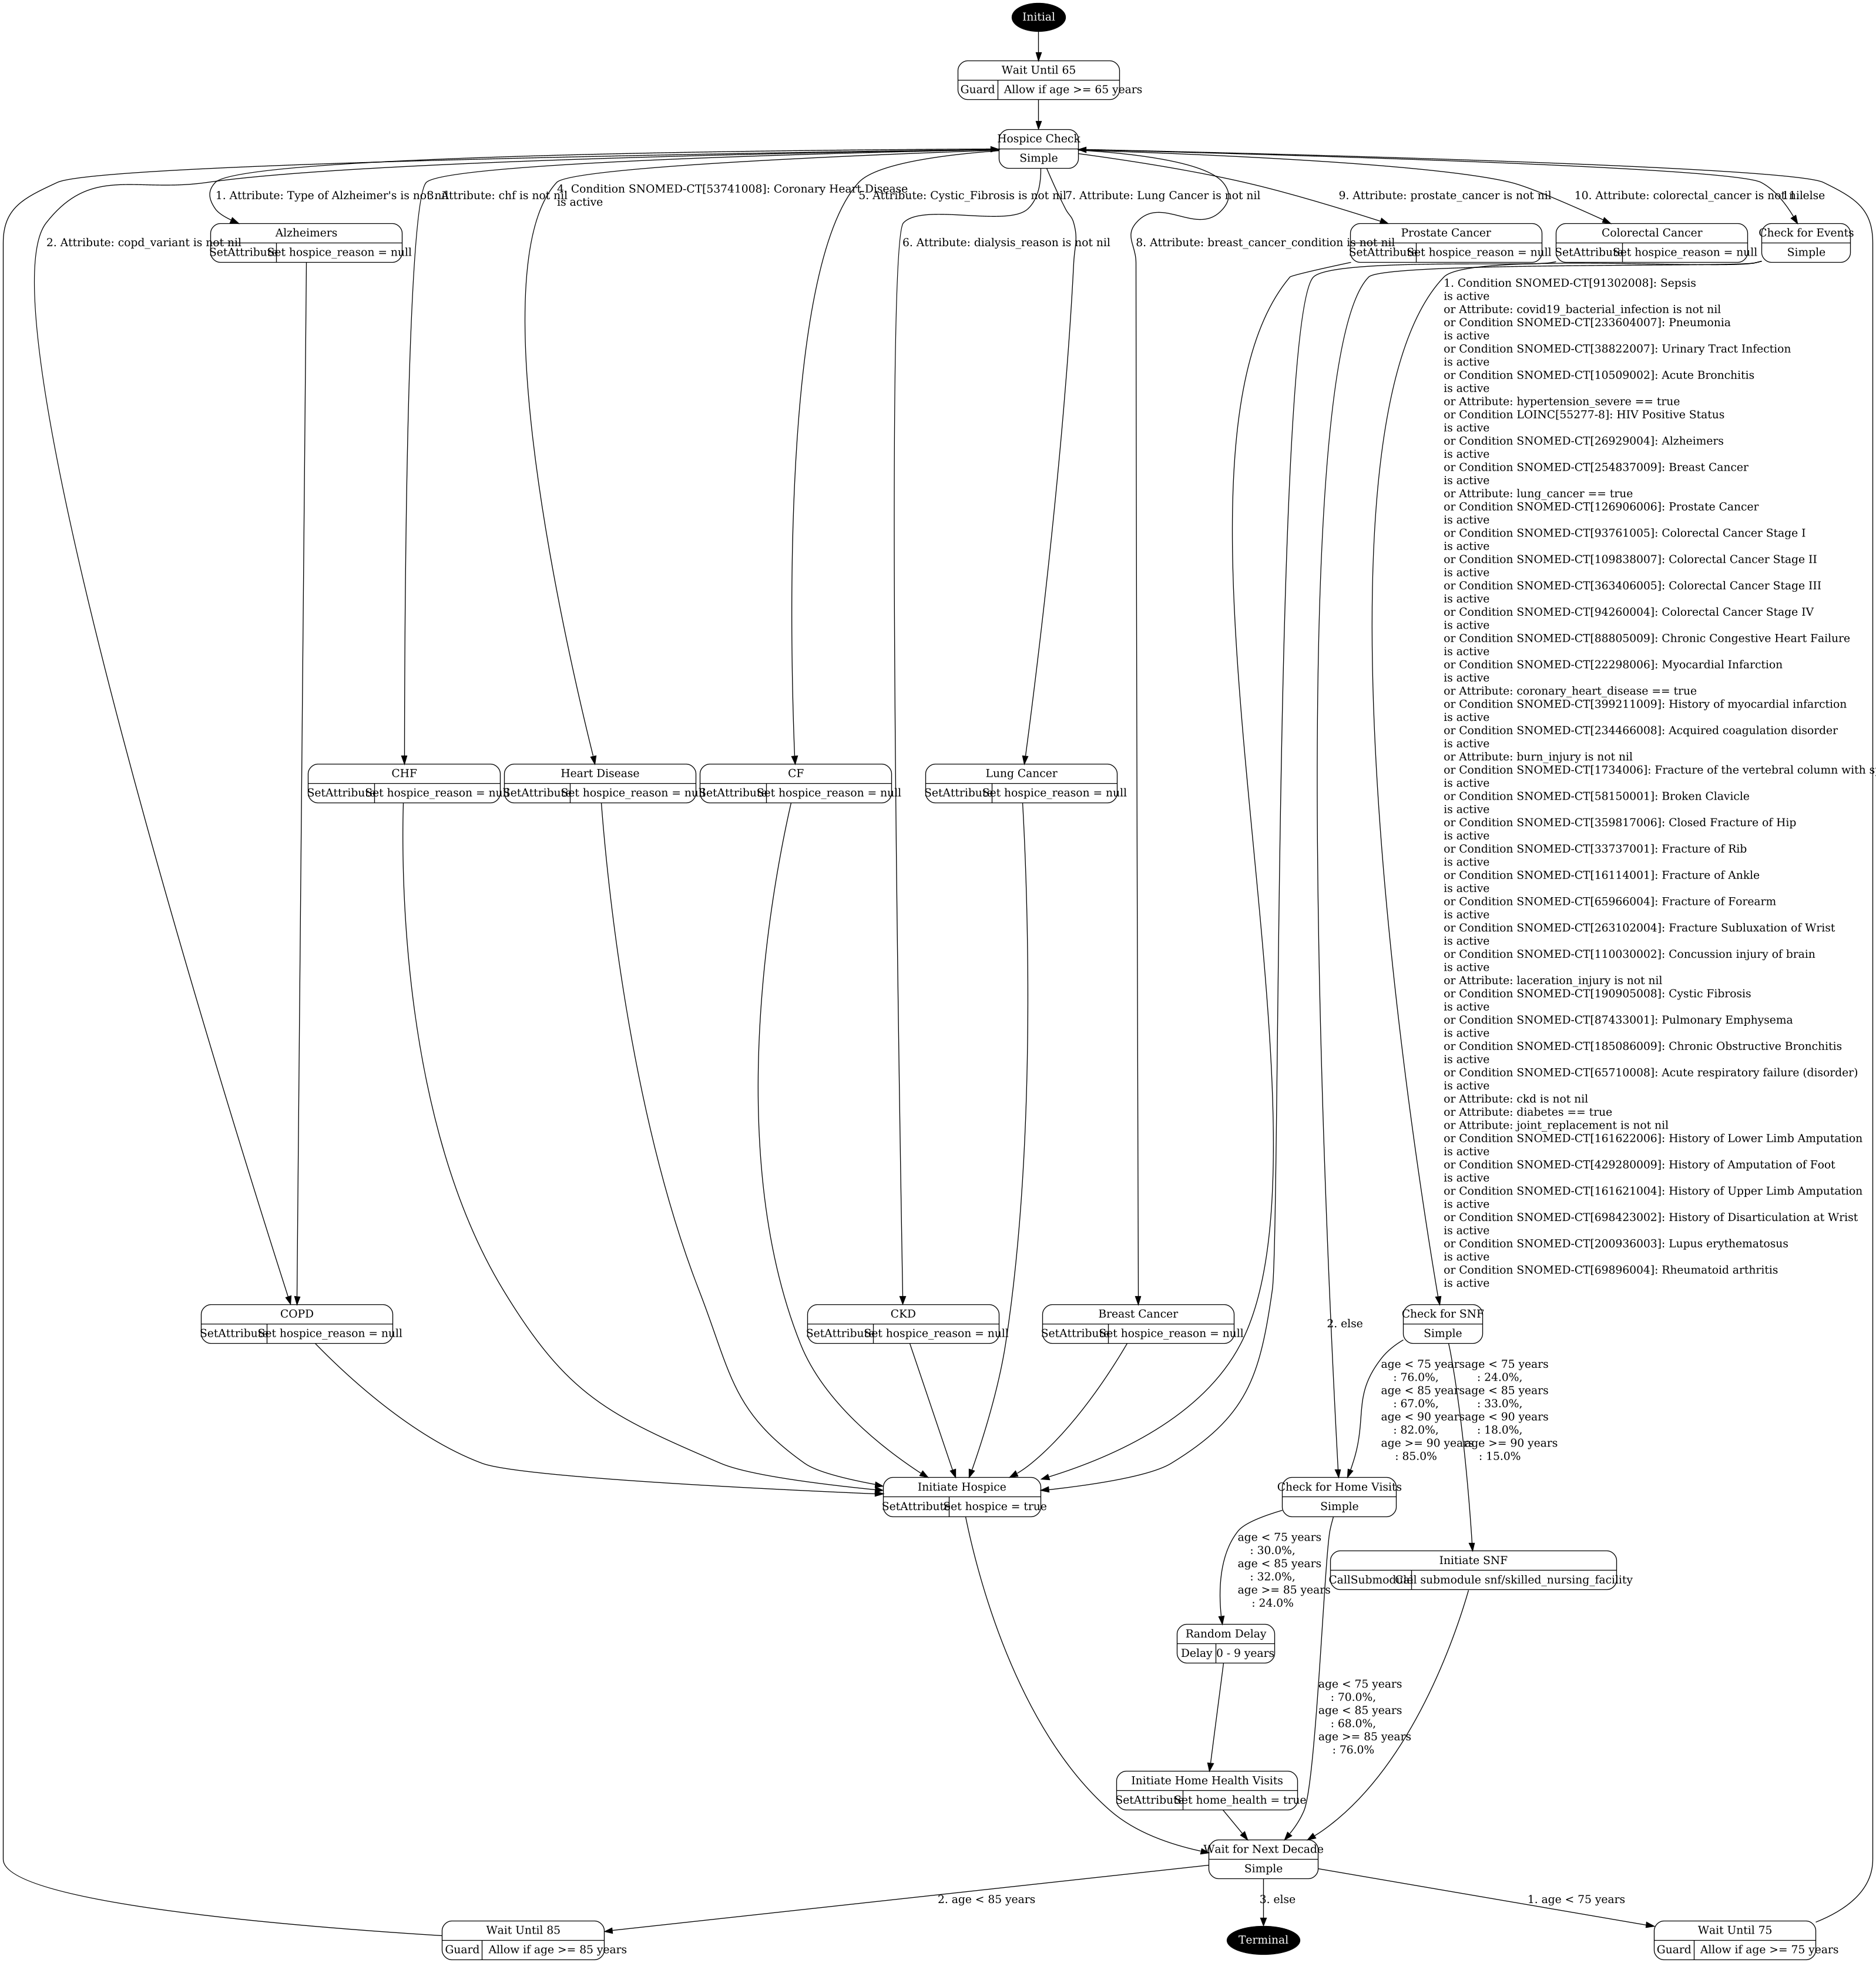 Initial
Wait Until 65
Guard Allow if age >= 65 years
Hospice Check
Simple
1. Attribute: Type of Alzheimer's is not nil
3. Attribute: chf is not nil
4. Condition SNOMED-CT[53741008]: Coronary Heart Disease
is active
5. Attribute: Cystic_Fibrosis is not nil
7. Attribute: Lung Cancer is not nil
9. Attribute: prostate_cancer is not nil
10. Attribute: colorectal_cancer is not nil
11. else
2. Attribute: copd_variant is not nil
6. Attribute: dialysis_reason is not nil
8. Attribute: breast_cancer_condition is not nil
Alzheimers
SetAttribute Set hospice_reason = null
Prostate Cancer
SetAttribute Set hospice_reason = null
Colorectal Cancer
SetAttribute Set hospice_reason = null
Check for Events
Simple
1. Condition SNOMED-CT[91302008]: Sepsis
is active
or Attribute: covid19_bacterial_infection is not nil
or Condition SNOMED-CT[233604007]: Pneumonia
is active
or Condition SNOMED-CT[38822007]: Urinary Tract Infection
is active
or Condition SNOMED-CT[10509002]: Acute Bronchitis
is active
or Attribute: hypertension_severe == true
or Condition LOINC[55277-8]: HIV Positive Status
is active
or Condition SNOMED-CT[26929004]: Alzheimers
is active
or Condition SNOMED-CT[254837009]: Breast Cancer
is active
or Attribute: lung_cancer == true
or Condition SNOMED-CT[126906006]: Prostate Cancer
is active
or Condition SNOMED-CT[93761005]: Colorectal Cancer Stage I
is active
or Condition SNOMED-CT[109838007]: Colorectal Cancer Stage II
is active
or Condition SNOMED-CT[363406005]: Colorectal Cancer Stage III
is active
or Condition SNOMED-CT[94260004]: Colorectal Cancer Stage IV
is active
or Condition SNOMED-CT[88805009]: Chronic Congestive Heart Failure
is active
or Condition SNOMED-CT[22298006]: Myocardial Infarction
is active
or Attribute: coronary_heart_disease == true
or Condition SNOMED-CT[399211009]: History of myocardial infarction
is active
or Condition SNOMED-CT[234466008]: Acquired coagulation disorder
is active
or Attribute: burn_injury is not nil
or Condition SNOMED-CT[1734006]: Fracture of the vertebral column with s
is active
or Condition SNOMED-CT[58150001]: Broken Clavicle
is active
or Condition SNOMED-CT[359817006]: Closed Fracture of Hip
is active
or Condition SNOMED-CT[33737001]: Fracture of Rib
is active
or Condition SNOMED-CT[16114001]: Fracture of Ankle
is active
or Condition SNOMED-CT[65966004]: Fracture of Forearm
is active
or Condition SNOMED-CT[263102004]: Fracture Subluxation of Wrist
is active
or Condition SNOMED-CT[110030002]: Concussion injury of brain
is active
or Attribute: laceration_injury is not nil
or Condition SNOMED-CT[190905008]: Cystic Fibrosis
is active
or Condition SNOMED-CT[87433001]: Pulmonary Emphysema
is active
or Condition SNOMED-CT[185086009]: Chronic Obstructive Bronchitis
is active
or Condition SNOMED-CT[65710008]: Acute respiratory failure (disorder)
is active
or Attribute: ckd is not nil
or Attribute: diabetes == true
or Attribute: joint_replacement is not nil
or Condition SNOMED-CT[161622006]: History of Lower Limb Amputation
is active
or Condition SNOMED-CT[429280009]: History of Amputation of Foot
is active
or Condition SNOMED-CT[161621004]: History of Upper Limb Amputation
is active
or Condition SNOMED-CT[698423002]: History of Disarticulation at Wrist
is active
or Condition SNOMED-CT[200936003]: Lupus erythematosus
is active
or Condition SNOMED-CT[69896004]: Rheumatoid arthritis
is active
CHF
SetAttribute Set hospice_reason = null
Heart Disease
SetAttribute Set hospice_reason = null
CF
SetAttribute Set hospice_reason = null
Lung Cancer
SetAttribute Set hospice_reason = null
COPD
SetAttribute Set hospice_reason = null
CKD
SetAttribute Set hospice_reason = null
Breast Cancer
SetAttribute Set hospice_reason = null
2. else
Check for SNF
Simple
age < 75 years
: 76.0%,
age < 85 years
: 67.0%,
age < 90 years
: 82.0%,
age >= 90 years
: 85.0%
age < 75 years
: 24.0%,
age < 85 years
: 33.0%,
age < 90 years
: 18.0%,
age >= 90 years
: 15.0%
Initiate Hospice
SetAttribute Set hospice = true
Check for Home Visits
Simple
age < 75 years
: 30.0%,
age < 85 years
: 32.0%,
age >= 85 years
: 24.0%
Initiate SNF
CallSubmodule Call submodule snf/skilled_nursing_facility
Random Delay
Delay 0 - 9 years
age < 75 years
: 70.0%,
age < 85 years
: 68.0%,
age >= 85 years
: 76.0%
Initiate Home Health Visits
SetAttribute Set home_health = true
Wait for Next Decade
Simple
2. age < 85 years
3. else
1. age < 75 years
Wait Until 85
Guard Allow if age >= 85 years
Terminal
Wait Until 75
Guard Allow if age >= 75 years